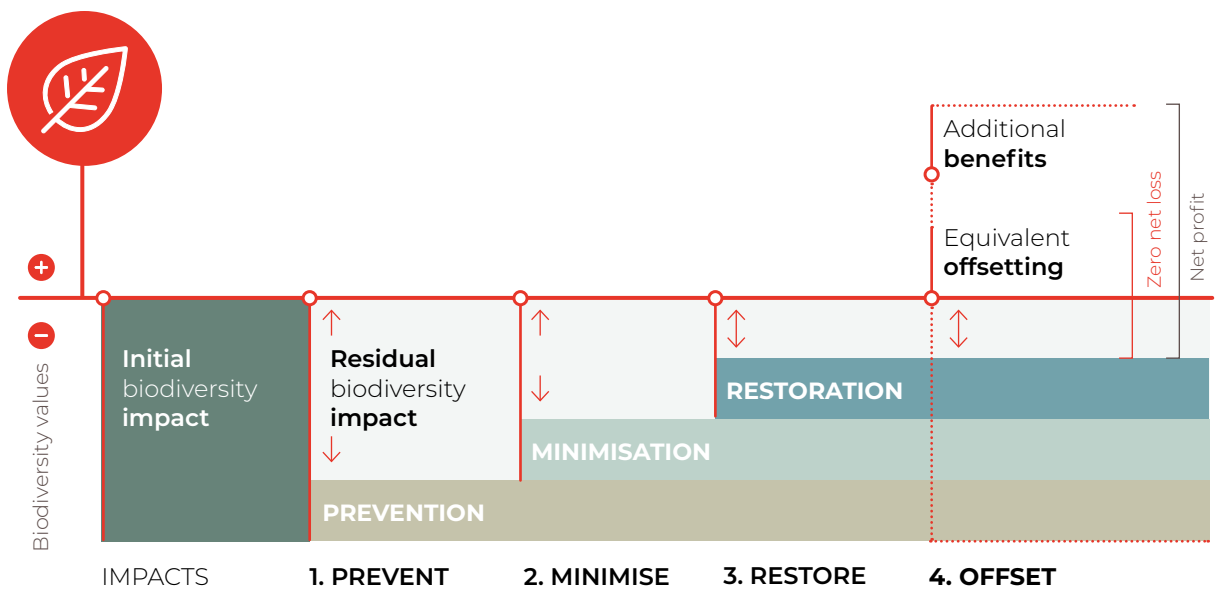 Additional
benefits
Equivalent
offsetting
Zero net loss
Net profit
+
−
Biodiversity values
Initial
biodiversity
impact
Residual
biodiversity
impact
RESTORATION
MINIMISATION
PREVENTION
IMPACTS
1. PREVENT
2. MINIMISE
3. RESTORE
4. OFFSET